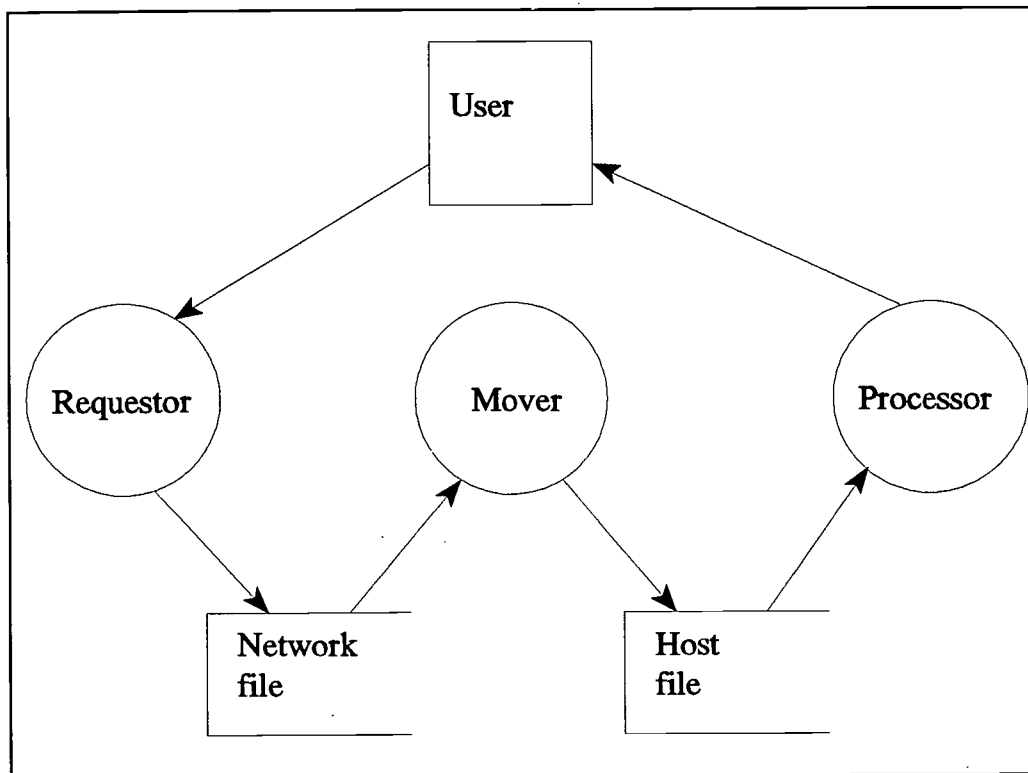 User
Requestor
Mover
Processor
Network
file
Host
file